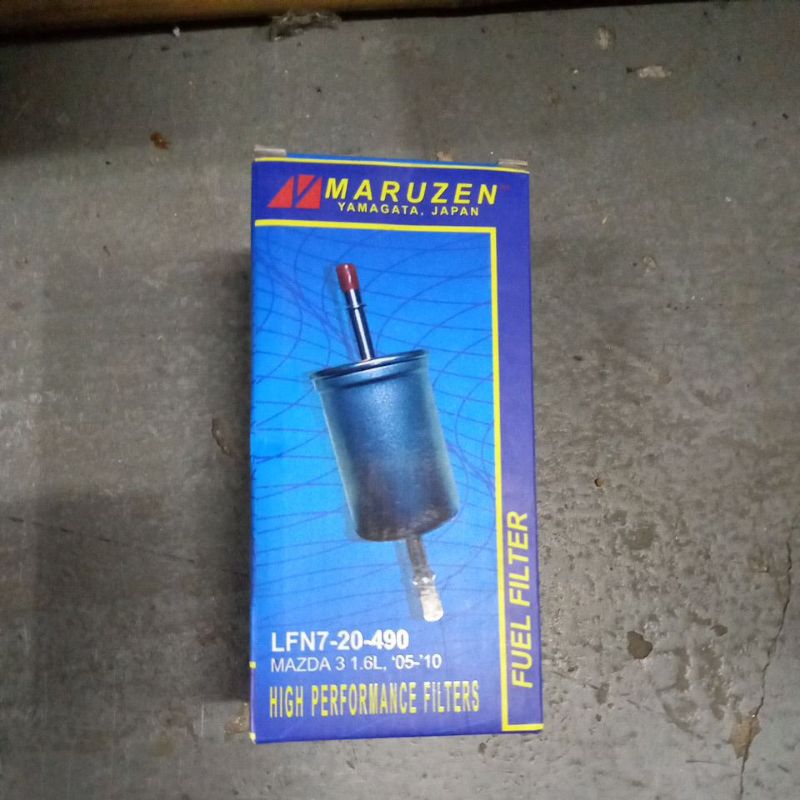 MARUZEN
YAMAGATA, JAPAN
LFN7-20-490
MAZDA 3 1.6L, '05-'10
HIGH PERFORMANCE FILTERS
FUEL FILTER